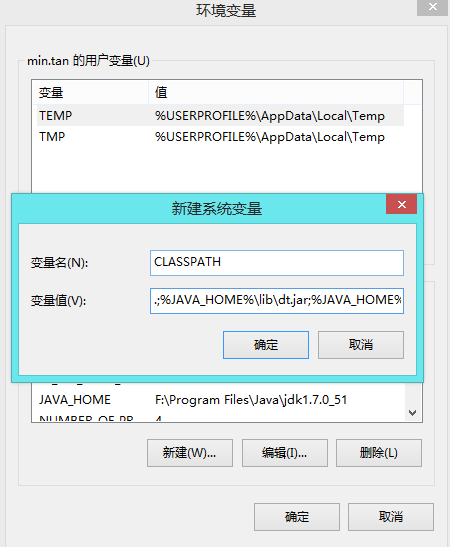 环境变量
min.tan 的用户变量(U)
变量 值
TEMP %USERPROFILE%\AppData\Local\Temp
TMP %USERPROFILE%\AppData\Local\Temp
新建系统变量
变量名(N): CLASSPATH
变量值(V): .;%JAVA_HOME%\lib\dt.jar;%JAVA_HOME%
确定 取消
JAVA_HOME F:\Program Files\Java\jdk1.7.0_51
NUMBER_OF_PR... 4
新建(W)... 编辑(I)... 删除(L)
确定 取消